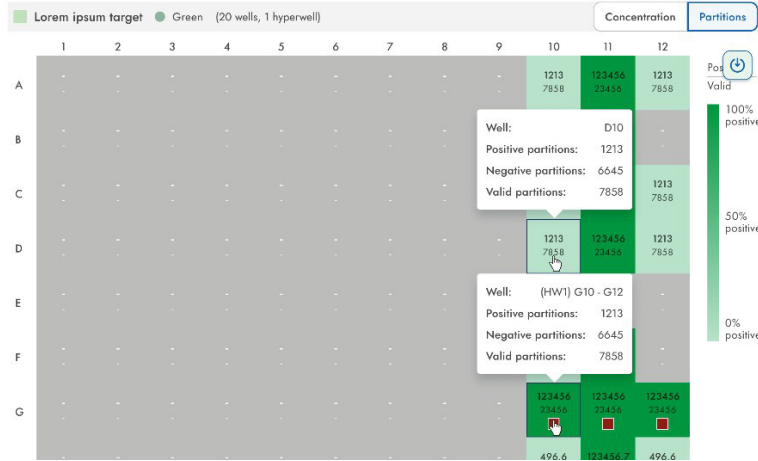 Lorem ipsum target Green (20 wells, 1 hyperwell) Concentration Partitions
1 2 3 4 5 6 7 8 9 10 11 12
A - - - - - - - - - 1213 123456 1213
- - - - - - - - - 7858 23456 7858
Valid
100%
positive
B - - - - - - - - - -
- - - - - - - - - -
Well: D10
Positive partitions: 1213
Negative partitions: 6645
Valid partitions: 7858
C - - - - - - - - - 1213
- - - - - - - - - 7858
50%
positive
D - - - - - - - - - 1213 123456 1213
- - - - - - - - - 7858 23456 7858
E - - - - - - - - - -
- - - - - - - - - -
Well: (HW1) G10 - G12
Positive partitions: 1213
Negative partitions: 6645
Valid partitions: 7858
0%
positive
F - - - - - - - - - -
- - - - - - - - - -
G - - - - - - - - - 123456 123456 123456
- - - - - - - - - 23456 23456 23456
- - - - - - - - - 496.6 123456.7 496.6